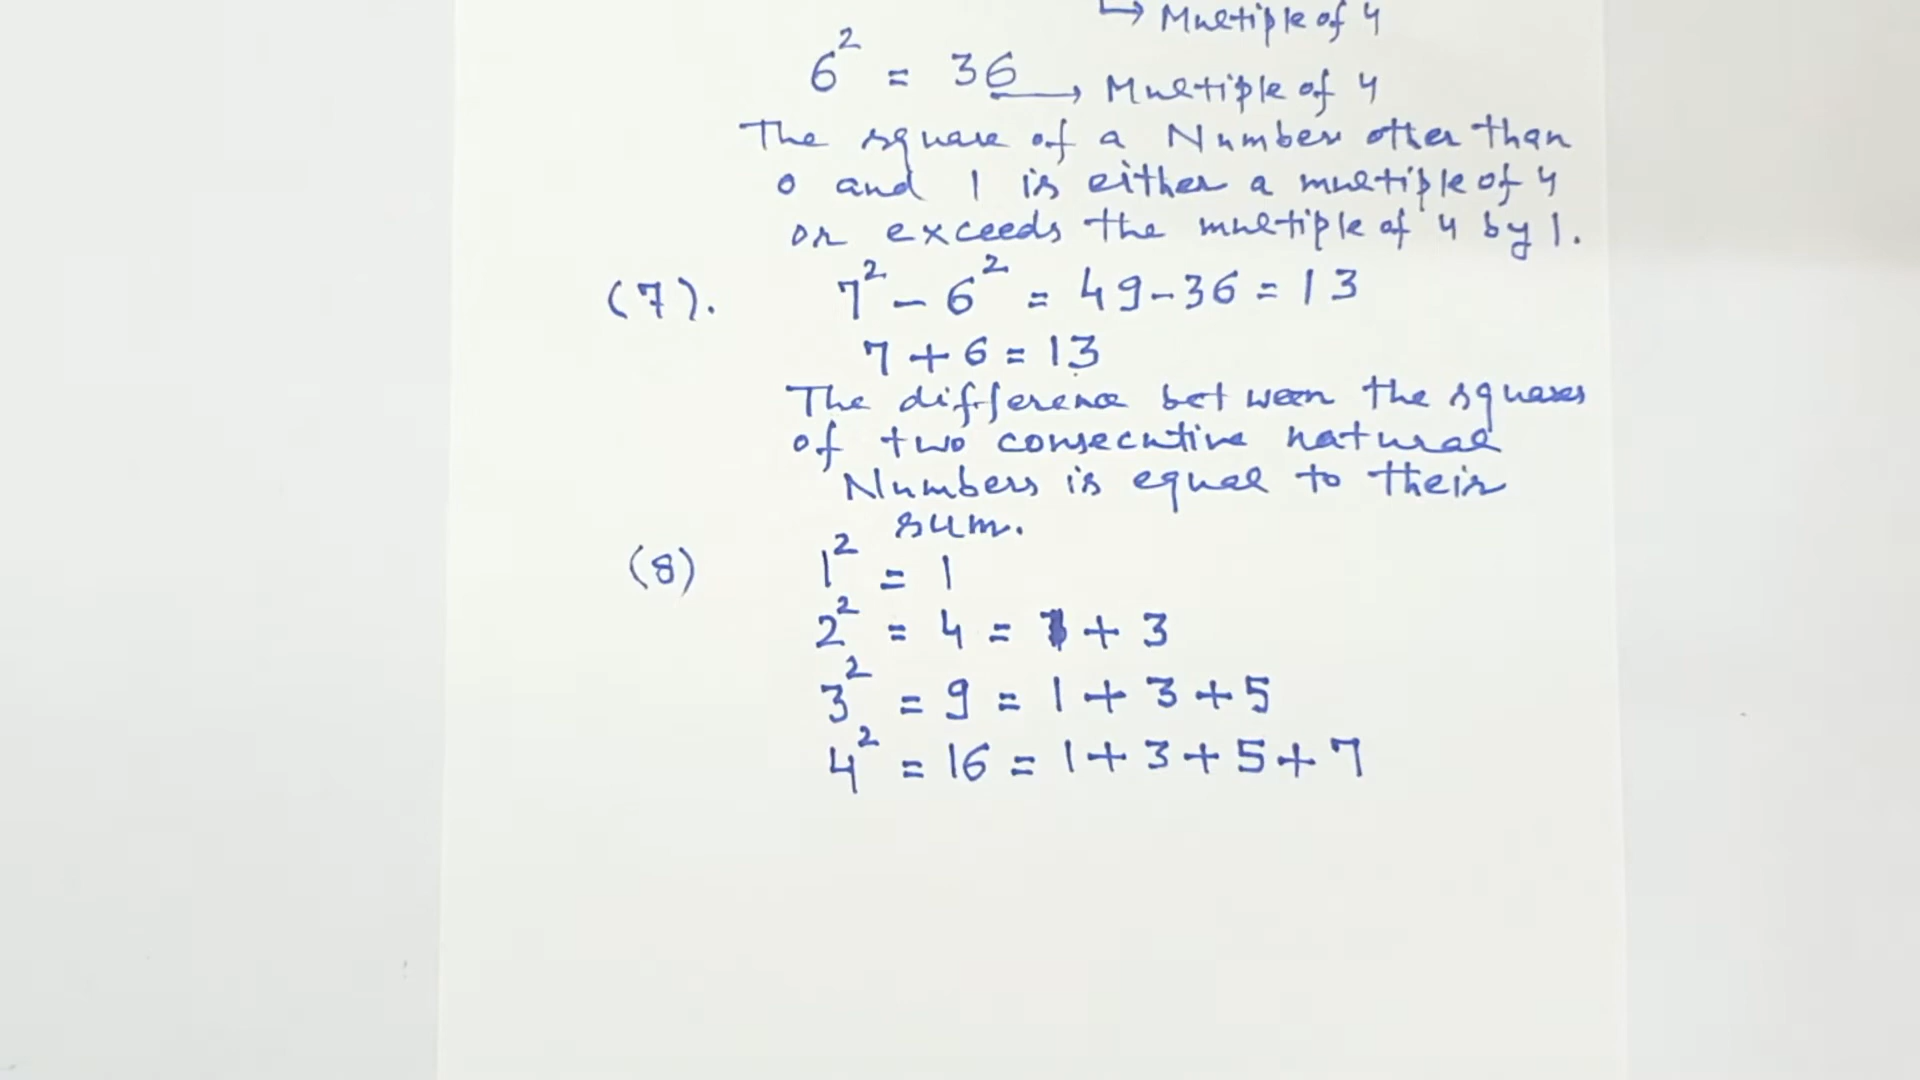 ↳ Multiple of 4
6² = 36 → Multiple of 4
The square of a Number other than
0 and 1 is either a multiple of 4
or exceeds the multiple of 4 by 1.
(7). 7² - 6² = 49 - 36 = 13
7 + 6 = 13
The difference between the squares
of two consecutive natural
Numbers is equal to their
sum.
(8) 1² = 1
2² = 4 = 1 + 3
3² = 9 = 1 + 3 + 5
4² = 16 = 1 + 3 + 5 + 7